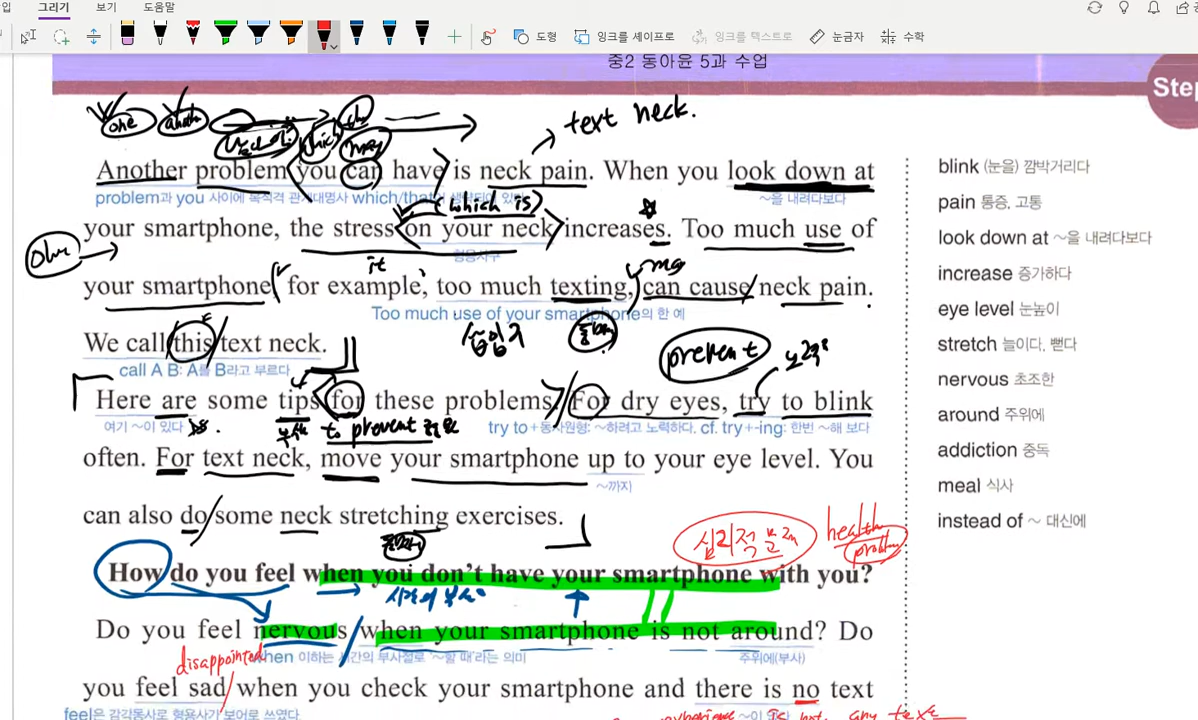 입 그리기 보기 도움말
도형 잉크를 셰이프로 잉크를 텍스트로 눈금자 수학
중2 동아윤 5과 수업
Step
one
which
text neck.
Another problem you can have is neck pain. When you look down at
problem과 you 사이에 목적격 관계대명사 which/that ~을 내려다보다
(which is)
your smartphone, the stress on your neck increases. Too much use of
형용사구
it
your smartphone (for example, too much texting) can cause neck pain.
Too much use of your smartphone의 한 예
We call this text neck.
call A B: A를 B라고 부르다
prevent
Here are some tips for these problems. For dry eyes, try to blink
여기 ~이 있다 to prevent try to+동사원형: ~하려고 노력하다. cf. try+-ing: 한번 ~해 보다
often. For text neck, move your smartphone up to your eye level. You
~까지
can also do some neck stretching exercises.
심리적 문제 health problem
How do you feel when you don't have your smartphone with you?
Do you feel nervous when your smartphone is not around? Do
disappointed when 이하는 시간의 부사절로 '~할 때'라는 의미 주위에(부사)
you feel sad when you check your smartphone and there is no text
feel은 감각동사로 형용사가 보어로 쓰였다.
is not any text
blink (눈을) 깜박거리다
pain 통증, 고통
look down at ~을 내려다보다
increase 증가하다
eye level 눈높이
stretch 늘이다, 뻗다
nervous 초조한
around 주위에
addiction 중독
meal 식사
instead of ~ 대신에